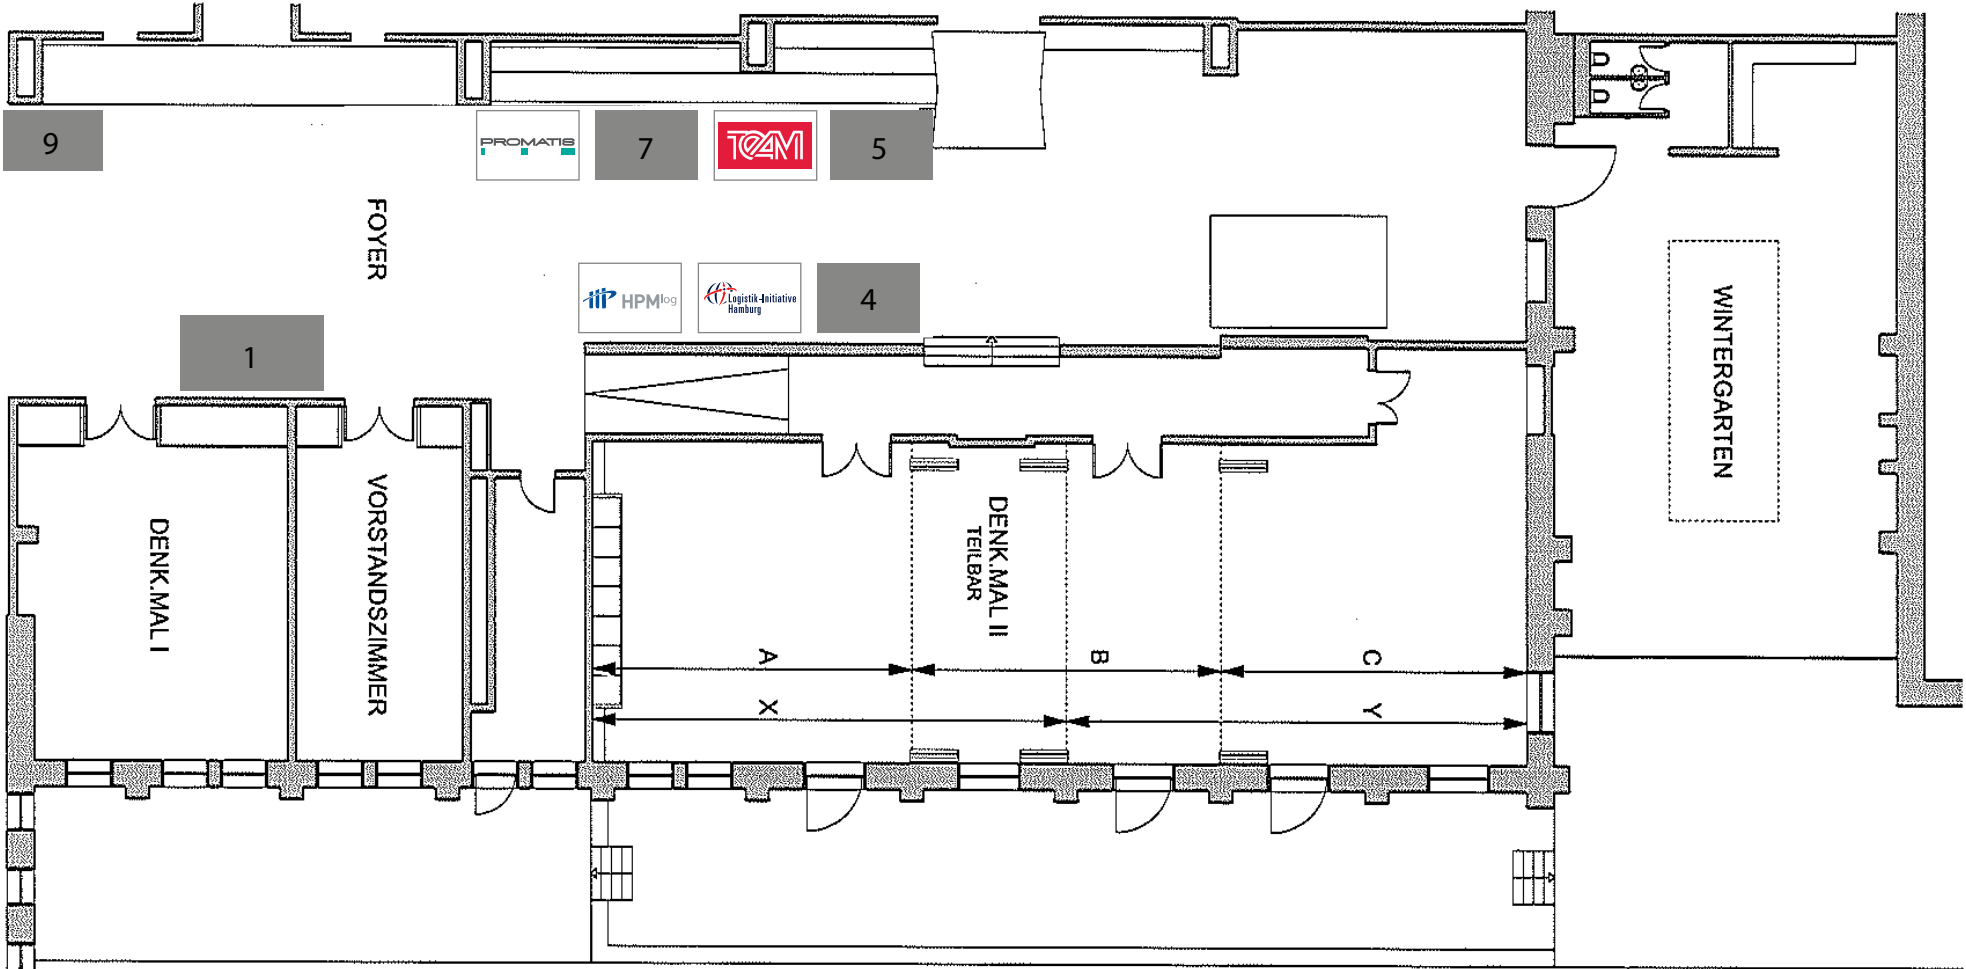 9
PROMATIS
7
TEAM
5
FOYER
HPMlog
Logistik-Initiative
Hamburg
4
1
WINTERGARTEN
DENK.MAL I
VORSTANDSZIMMER
DENK.MAL II
TEILBAR
A
B
C
X
Y